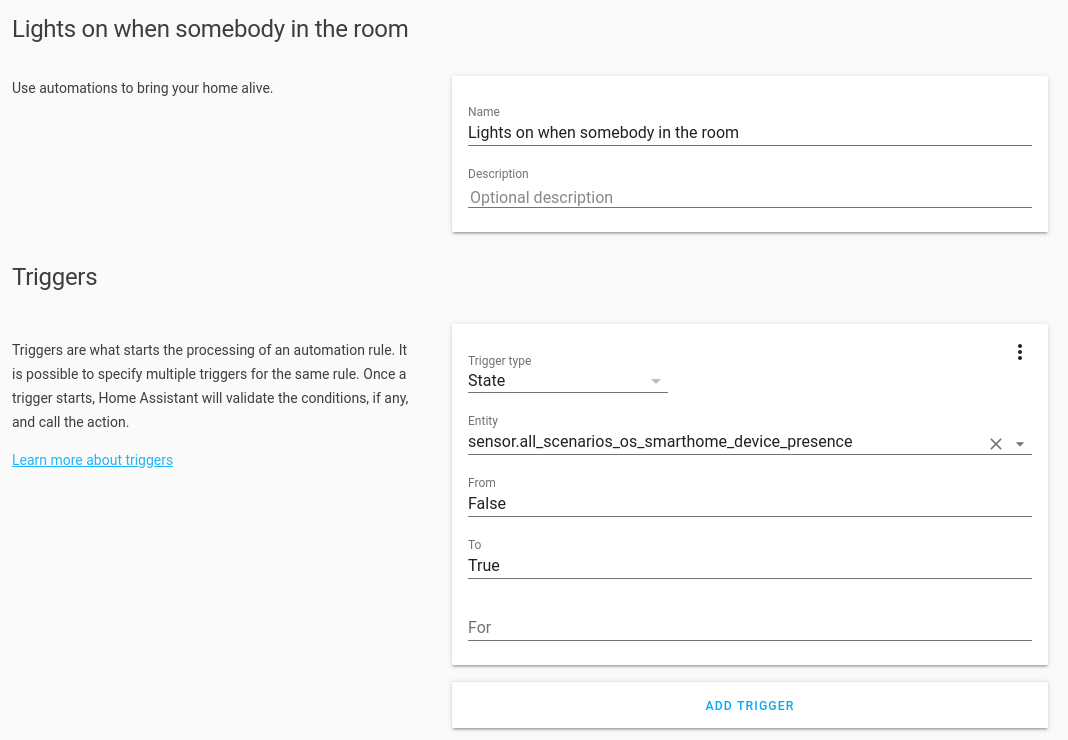 Lights on when somebody in the room
Use automations to bring your home alive.
Name
Lights on when somebody in the room
Description
Optional description
Triggers
Triggers are what starts the processing of an automation rule. It
is possible to specify multiple triggers for the same rule. Once a
trigger starts, Home Assistant will validate the conditions, if any,
and call the action.
Learn more about triggers
Trigger type
State
Entity
sensor.all_scenarios_os_smarthome_device_presence
From
False
To
True
For
ADD TRIGGER